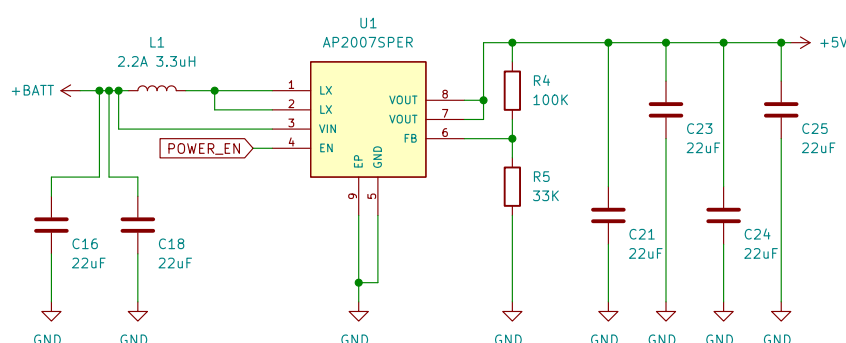 U1
AP2007SPER
L1
2.2A 3.3uH
+BATT
1
LX
2
LX
3
VIN
4
EN
POWER_EN
VOUT
8
VOUT
7
FB
6
EP
GND
9
5
R4
100K
R5
33K
+5V
C16
22uF
C18
22uF
C21
22uF
C23
22uF
C24
22uF
C25
22uF
GND
GND
GND
GND
GND
GND
GND
GND